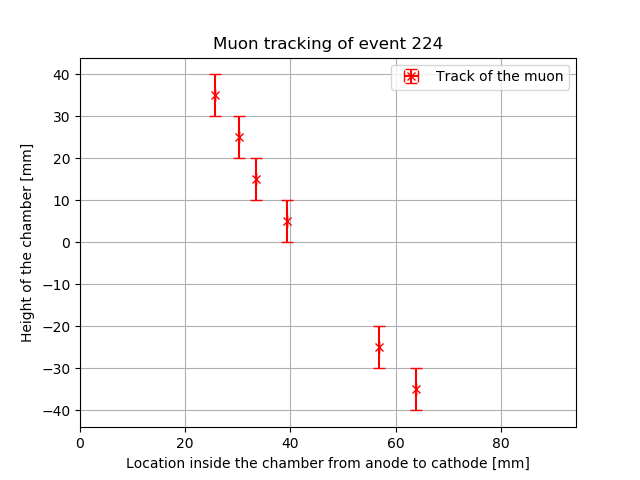 Muon tracking of event 224
Track of the muon
Height of the chamber [mm]
40
30
20
10
0
−10
−20
−30
−40
0 20 40 60 80
Location inside the chamber from anode to cathode [mm]